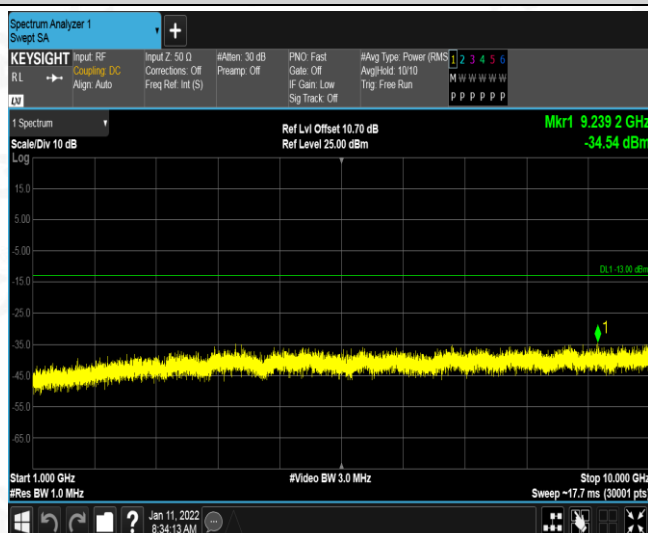 Spectrum Analyzer 1
Swept SA
+
KEYSIGHT
RL
LXI
Input: RF
Coupling: DC
Align: Auto
Input Z: 50 Ω
Corrections: Off
Freq Ref: Int (S)
#Atten: 30 dB
Preamp: Off
PNO: Fast
Gate: Off
IF Gain: Low
Sig Track: Off
#Avg Type: Power (RMS
Avg|Hold: 10/10
Trig: Free Run
1 2 3 4 5 6
M W W W W W
P P P P P P
1 Spectrum
Scale/Div 10 dB
Ref Lvl Offset 10.70 dB
Ref Level 25.00 dBm
Mkr1 9.239 2 GHz
-34.54 dBm
Log
15.0
5.00
-5.00
DL1 -13.00 dBm
-15.0
-25.0
1
-35.0
-45.0
-55.0
-65.0
Start 1.000 GHz
#Video BW 3.0 MHz
Stop 10.000 GHz
#Res BW 1.0 MHz
Sweep ~17.7 ms (30001 pts)
?
Jan 11, 2022
8:34:13 AM